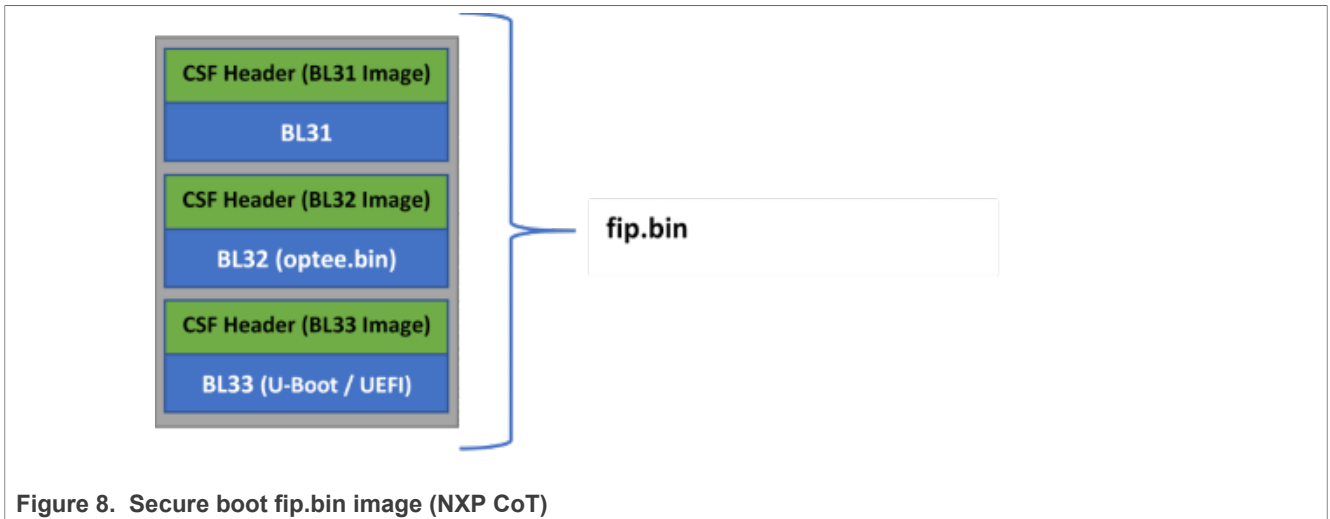 CSF Header (BL31 Image)
BL31
CSF Header (BL32 Image)
BL32 (optee.bin)
CSF Header (BL33 Image)
BL33 (U-Boot / UEFI)
fip.bin
Figure 8. Secure boot fip.bin image (NXP CoT)